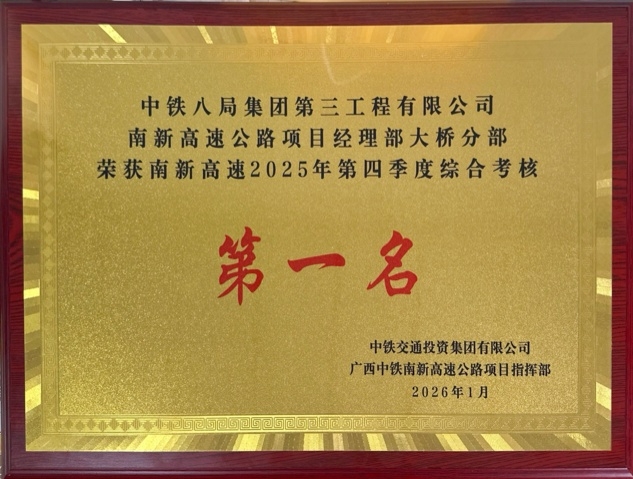 中铁八局集团第三工程有限公司
南新高速公路项目经理部大桥分部
荣获南新高速2025年第四季度综合考核
第一名
中铁交通投资集团有限公司
广西中铁南新高速公路项目指挥部
2026年1月